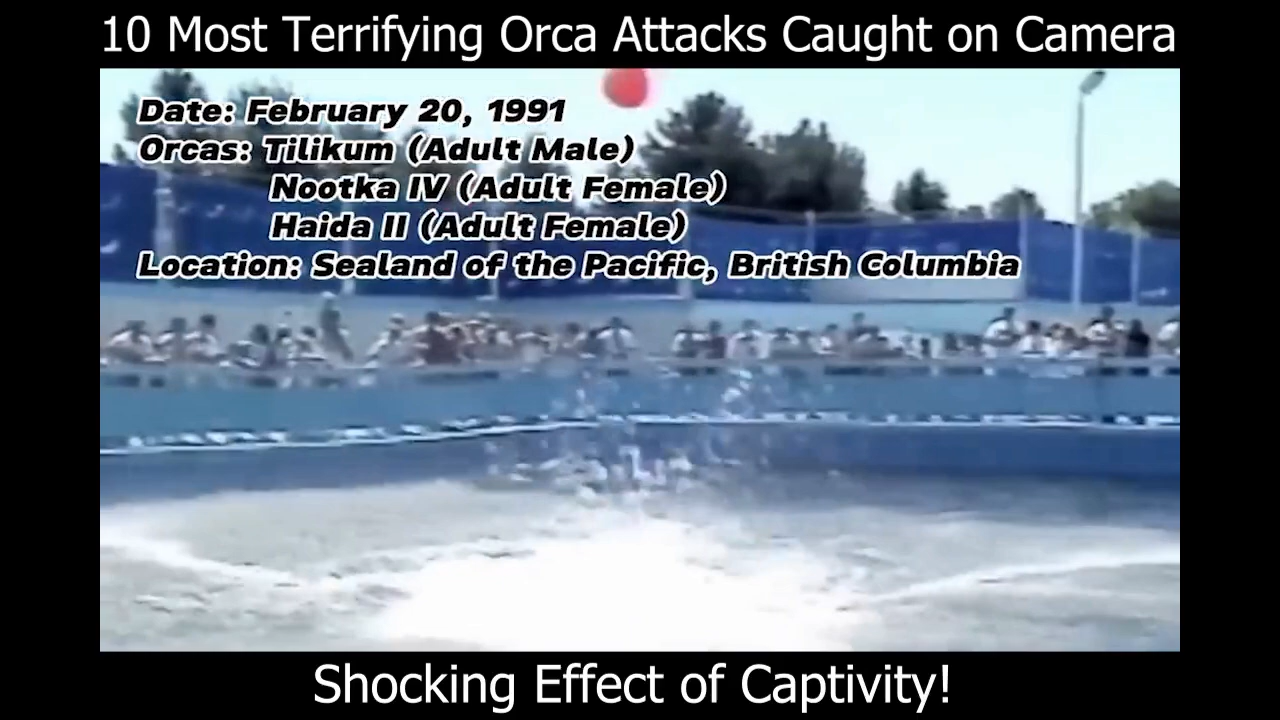 10 Most Terrifying Orca Attacks Caught on Camera
Date: February 20, 1991
Orcas: Tilikum (Adult Male)
Nootka IV (Adult Female)
Haida II (Adult Female)
Location: Sealand of the Pacific, British Columbia
Shocking Effect of Captivity!